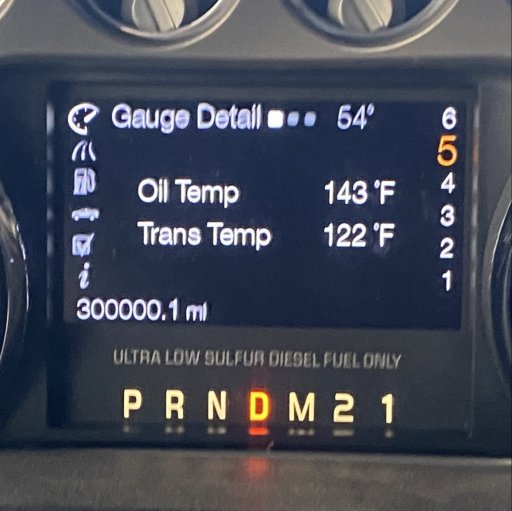 Gauge Detail 54°
6
5
4
3
2
1
Oil Temp 143 °F
Trans Temp 122 °F
i
300000.1 mi
ULTRA LOW SULFUR DIESEL FUEL ONLY
P R N D M 2 1